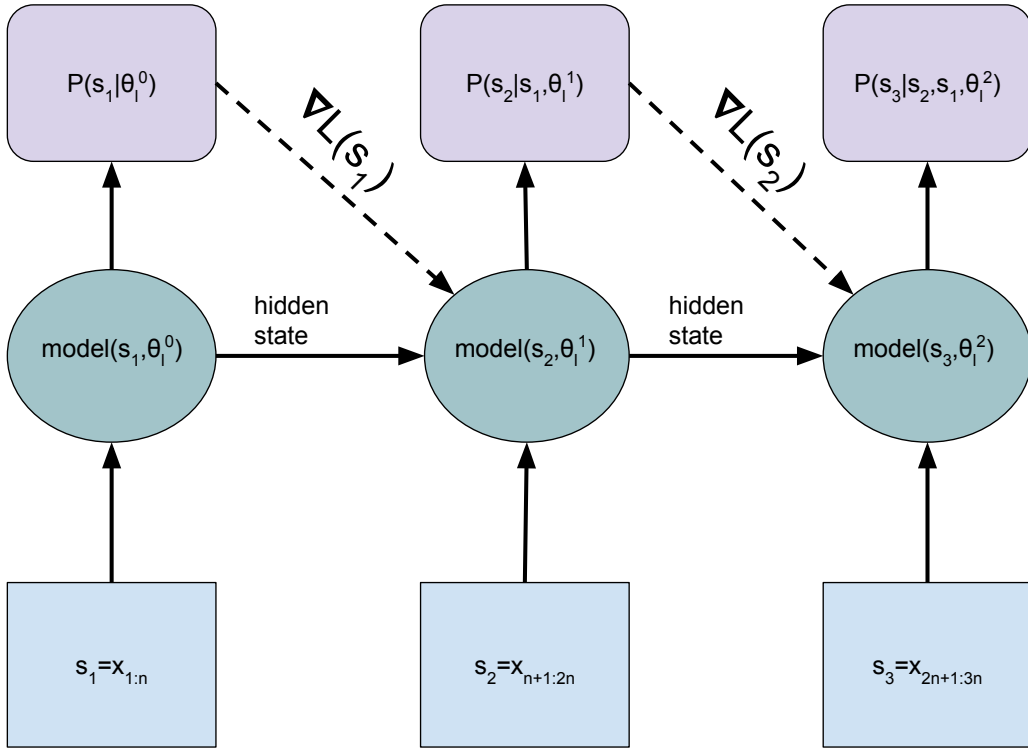 P(s₁|θₗ⁰)
P(s₂|s₁,θₗ¹)
P(s₃|s₂,s₁,θₗ²)
∇L(s₁)
∇L(s₂)
hidden
state
hidden
state
model(s₁,θₗ⁰)
model(s₂,θₗ¹)
model(s₃,θₗ²)
s₁=x₁:ₙ
s₂=xₙ₊₁:₂ₙ
s₃=x₂ₙ₊₁:₃ₙ